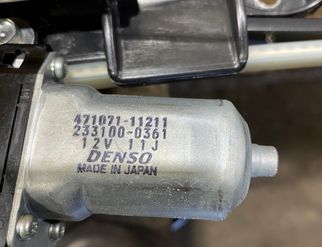 471071-11211
233100-0361
12V 11J
DENSO
MADE IN JAPAN